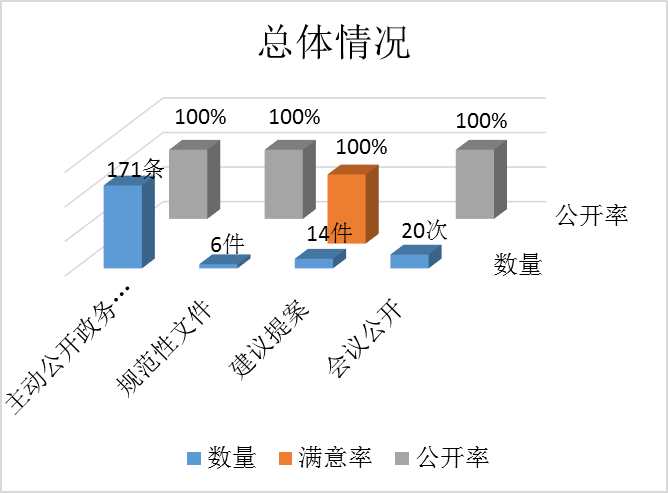 总体情况
100%
100%
100%
100%
171条
6件
14件
20次
公开率
数量
主动公开政务…
规范性文件
建议提案
会议公开
数量
满意率
公开率